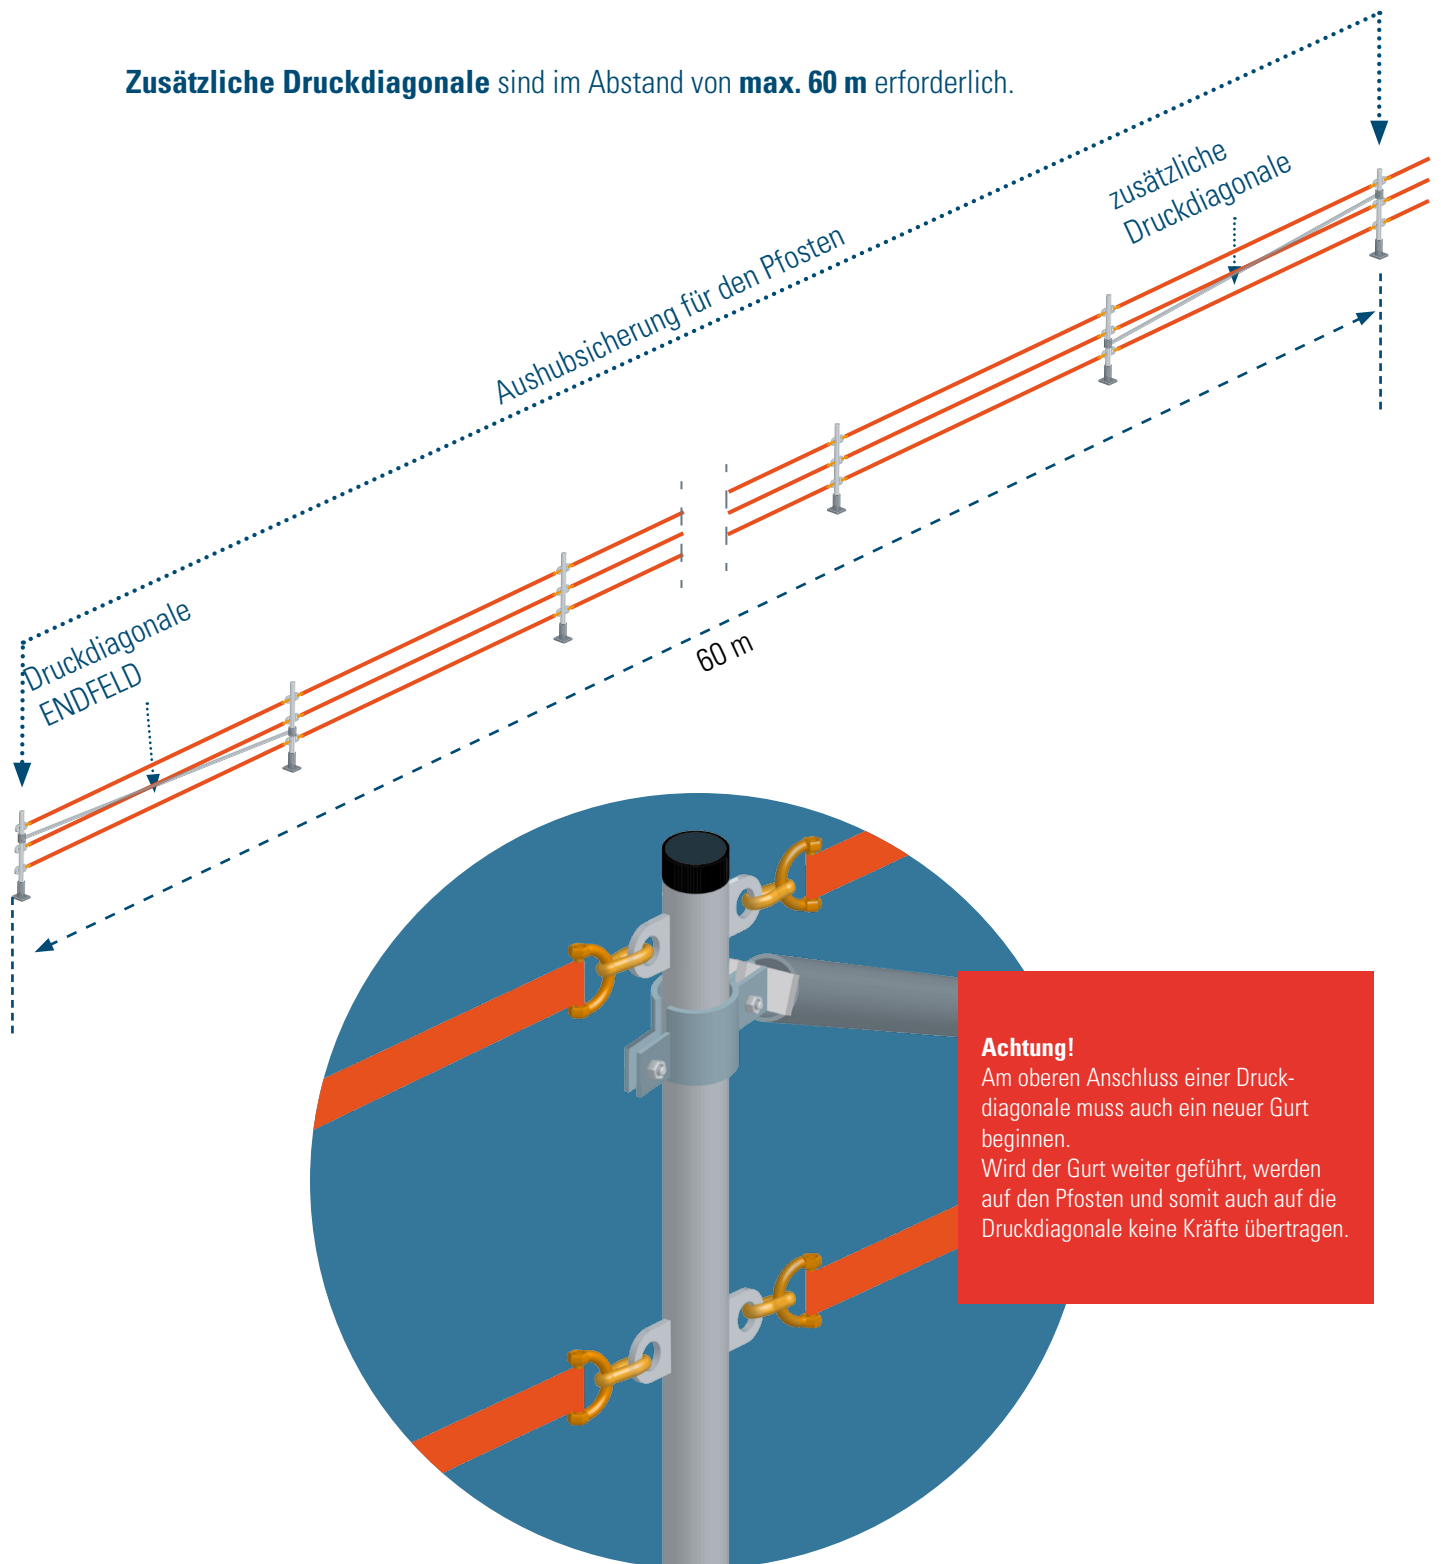 Zusätzliche Druckdiagonale sind im Abstand von max. 60 m erforderlich.
zusätzliche
Druckdiagonale
Aushubsicherung für den Pfosten
Druckdiagonale
ENDFELD
60 m
Achtung!
Am oberen Anschluss einer Druck-
diagonale muss auch ein neuer Gurt
beginnen.
Wird der Gurt weiter geführt, werden
auf den Pfosten und somit auch auf die
Druckdiagonale keine Kräfte übertragen.